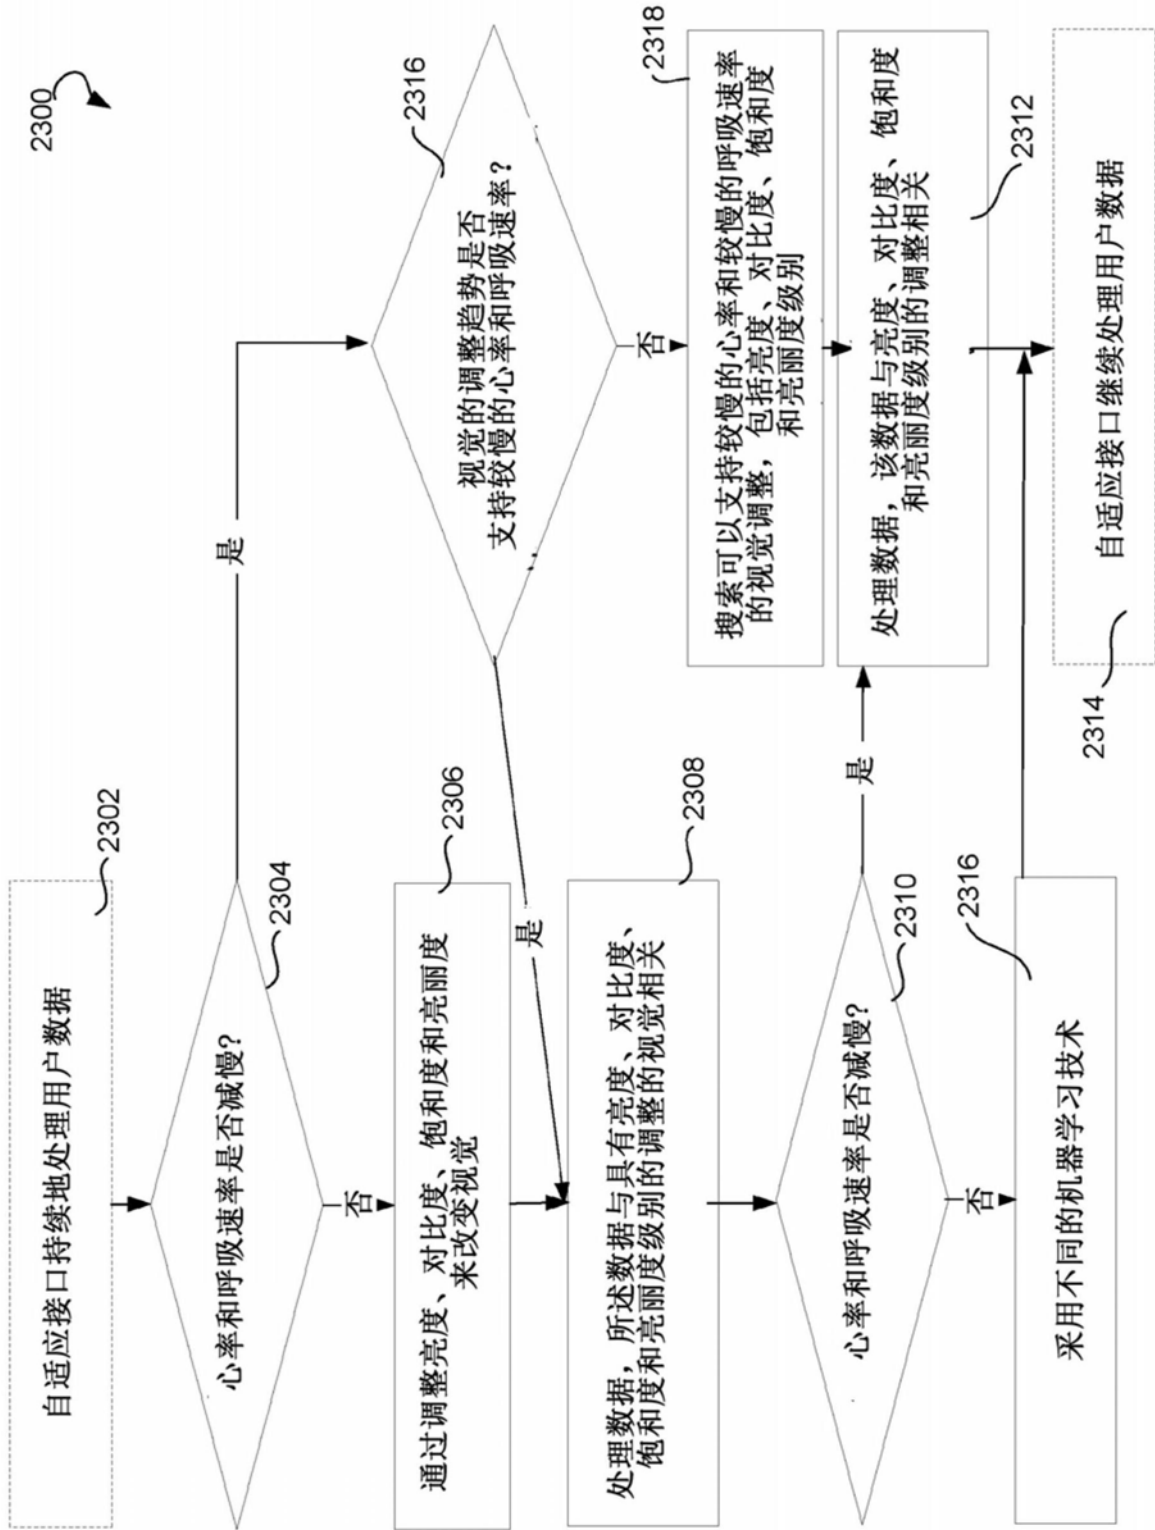 2300
自适应接口持续地处理用户数据
2302
心率和呼吸速率是否减慢?
2304
是
否
通过调整亮度、对比度、饱和度和亮丽度
来改变视觉
2306
视觉的调整趋势是否
支持较慢的心率和呼吸速率?
2316
是
否
处理数据，所述数据与具有亮度、对比度、
饱和度和亮丽度级别的调整的视觉相关
2308
搜索可以支持较慢的心率和较慢的呼吸速率
的视觉调整，包括亮度、对比度、饱和度
和亮丽度级别
2318
心率和呼吸速率是否减慢?
2310
是
否
处理数据，该数据与亮度、对比度、饱和度
和亮丽度级别的调整相关
2312
采用不同的机器学习技术
2316
自适应接口继续处理用户数据
2314